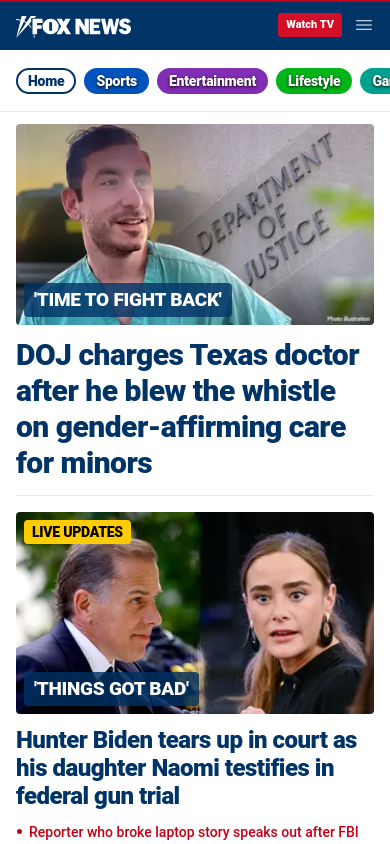 FOX NEWS
Watch TV
Home Sports Entertainment Lifestyle
DEPARTMENT
OF
JUSTICE
'TIME TO FIGHT BACK'
Photo Illustration
DOJ charges Texas doctor
after he blew the whistle
on gender-affirming care
for minors
LIVE UPDATES
'THINGS GOT BAD'
Hunter Biden tears up in court as
his daughter Naomi testifies in
federal gun trial
• Reporter who broke laptop story speaks out after FBI